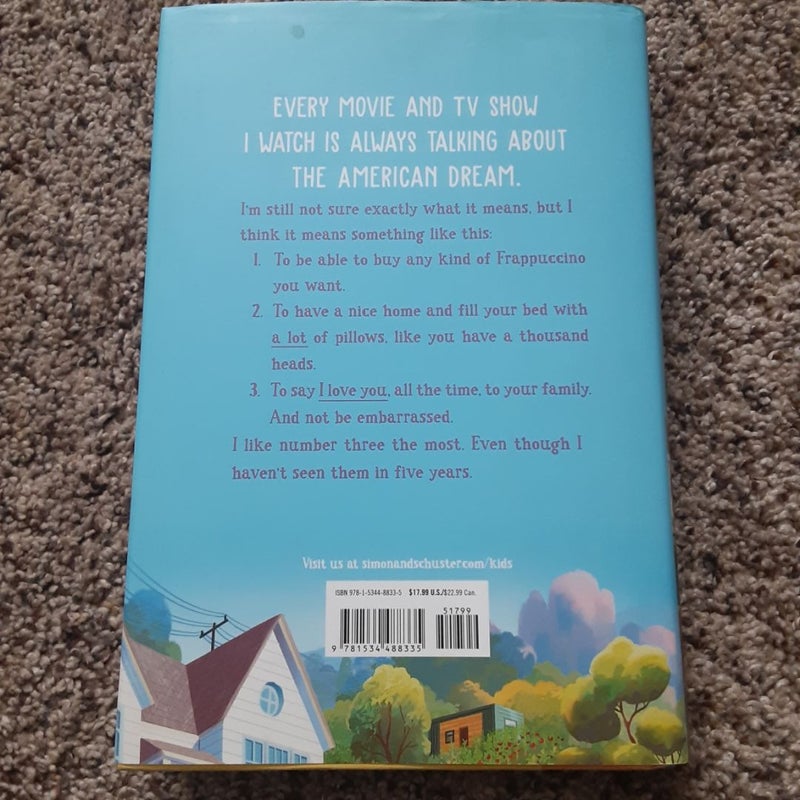 EVERY MOVIE AND TV SHOW
I WATCH IS ALWAYS TALKING ABOUT
THE AMERICAN DREAM.
I'm still not sure exactly what it means, but I
think it means something like this:
1. To be able to buy any kind of Frappuccino
you want.
2. To have a nice home and fill your bed with
a lot of pillows, like you have a thousand
heads.
3. To say I love you, all the time, to your family.
And not be embarrassed.
I like number three the most. Even though I
haven't seen them in five years.
Visit us at simonandschuster.com/kids
ISBN 978-1-5344-8833-5 $17.99 U.S./$22.99 Can.
51799
9 781534 488335